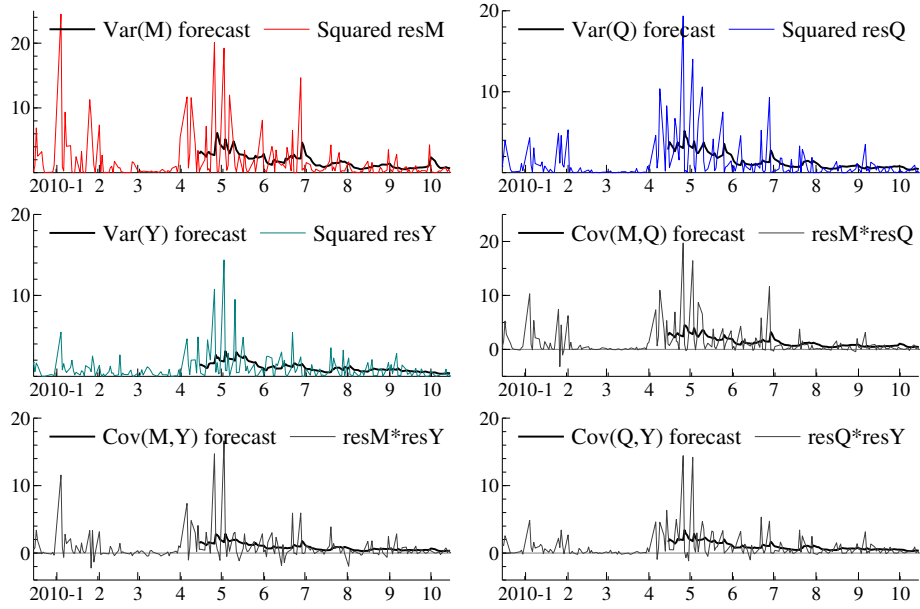 Var(M) forecast Squared resM
20
10
2010-1 2 3 4 5 6 7 8 9 10
20
Var(Q) forecast Squared resQ
10
2010-1 2 3 4 5 6 7 8 9 10
20
Var(Y) forecast Squared resY
10
2010-1 2 3 4 5 6 7 8 9 10
Cov(M,Q) forecast resM*resQ
20
10
0
2010-1 2 3 4 5 6 7 8 9 10
20
Cov(M,Y) forecast resM*resY
10
0
2010-1 2 3 4 5 6 7 8 9 10
20
Cov(Q,Y) forecast resQ*resY
10
0
2010-1 2 3 4 5 6 7 8 9 10